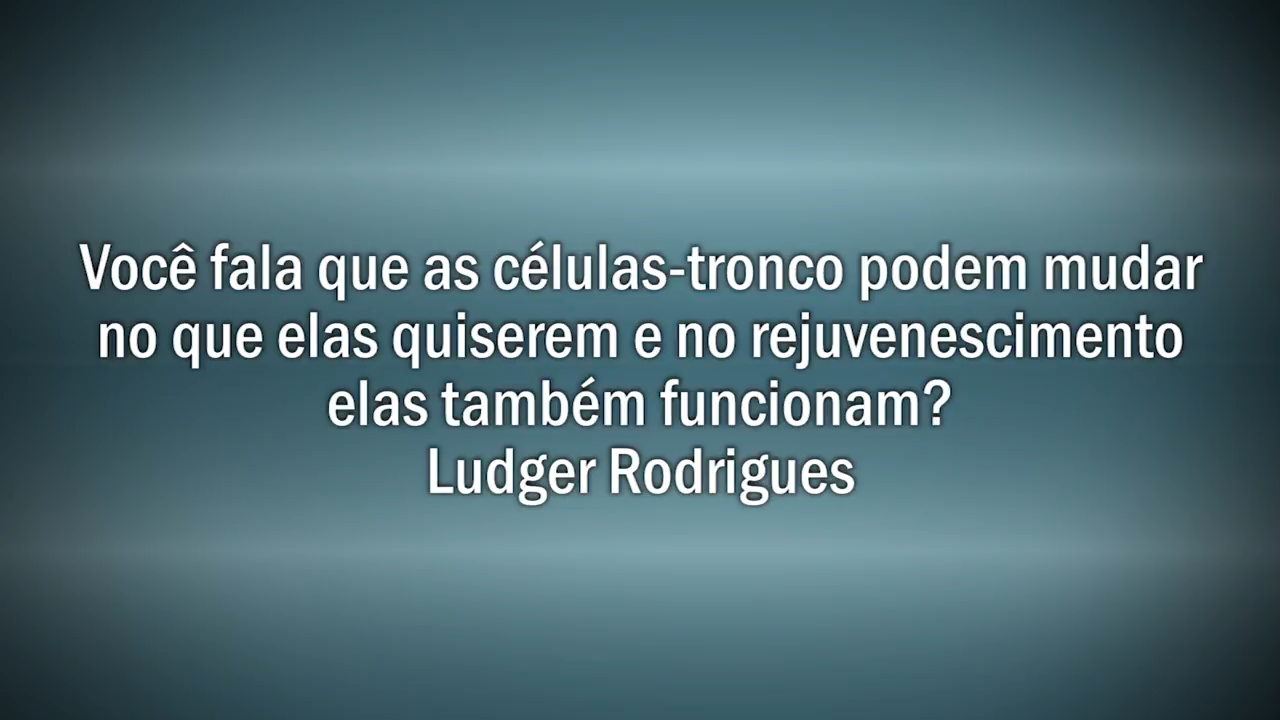 Você fala que as células-tronco podem mudar
no que elas quiserem e no rejuvenescimento
elas também funcionam?
Ludger Rodrigues